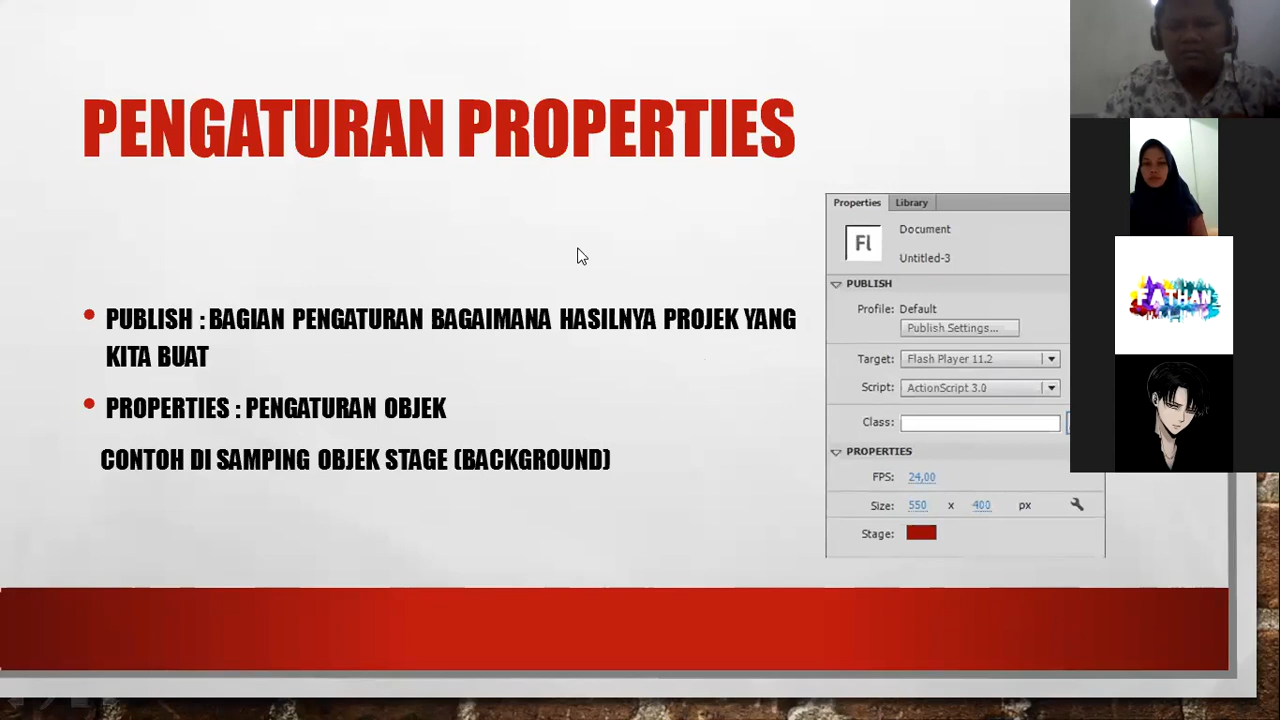 PENGATURAN PROPERTIES
PUBLISH : BAGIAN PENGATURAN BAGAIMANA HASILNYA PROJEK YANG
KITA BUAT
PROPERTIES : PENGATURAN OBJEK
CONTOH DI SAMPING OBJEK STAGE (BACKGROUND)
Properties Library
Fl
Document
Untitled-3
PUBLISH
Profile: Default
Publish Settings...
Target: Flash Player 11.2
Script: ActionScript 3.0
Class:
PROPERTIES
FPS: 24,00
Size: 550 x 400 px
Stage:
FATHAN